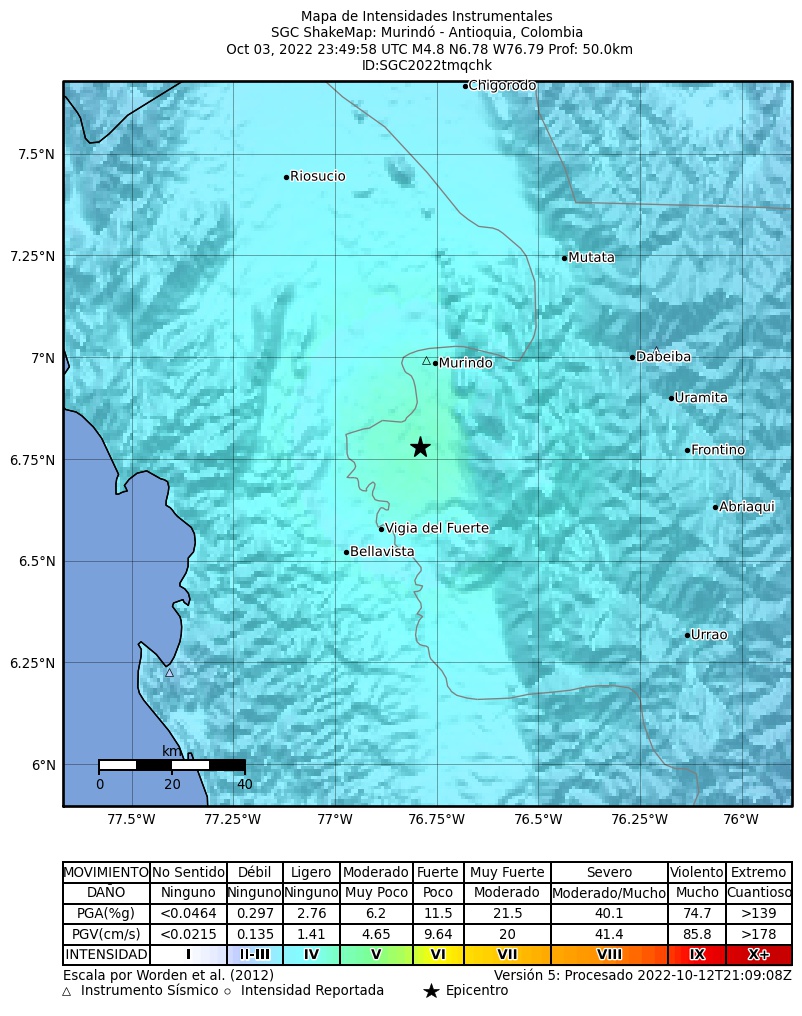 Mapa de Intensidades Instrumentales
SGC ShakeMap: Murindó - Antioquia, Colombia
Oct 03, 2022 23:49:58 UTC M4.8 N6.78 W76.79 Prof: 50.0km
ID:SGC2022tmqchk
Chigorodo
7.5°N
Riosucio
7.25°N
Mutata
7°N
Murindo
Dabeiba
Uramita
6.75°N
Frontino
Abriaqui
Vigia del Fuerte
6.5°N
Bellavista
Urrao
6.25°N
km
6°N
0 20 40
77.5°W 77.25°W 77°W 76.75°W 76.5°W 76.25°W 76°W
MOVIMIENTO No Sentido Débil Ligero Moderado Fuerte Muy Fuerte Severo Violento Extremo
DAÑO Ninguno Ninguno Ninguno Muy Poco Poco Moderado Moderado/Mucho Mucho Cuantioso
PGA(%g) <0.0464 0.297 2.76 6.2 11.5 21.5 40.1 74.7 >139
PGV(cm/s) <0.0215 0.135 1.41 4.65 9.64 20 41.4 85.8 >178
INTENSIDAD I II-III IV V VI VII VIII IX X+
Escala por Worden et al. (2012) Versión 5: Procesado 2022-10-12T21:09:08Z
△ Instrumento Sísmico ○ Intensidad Reportada ★ Epicentro